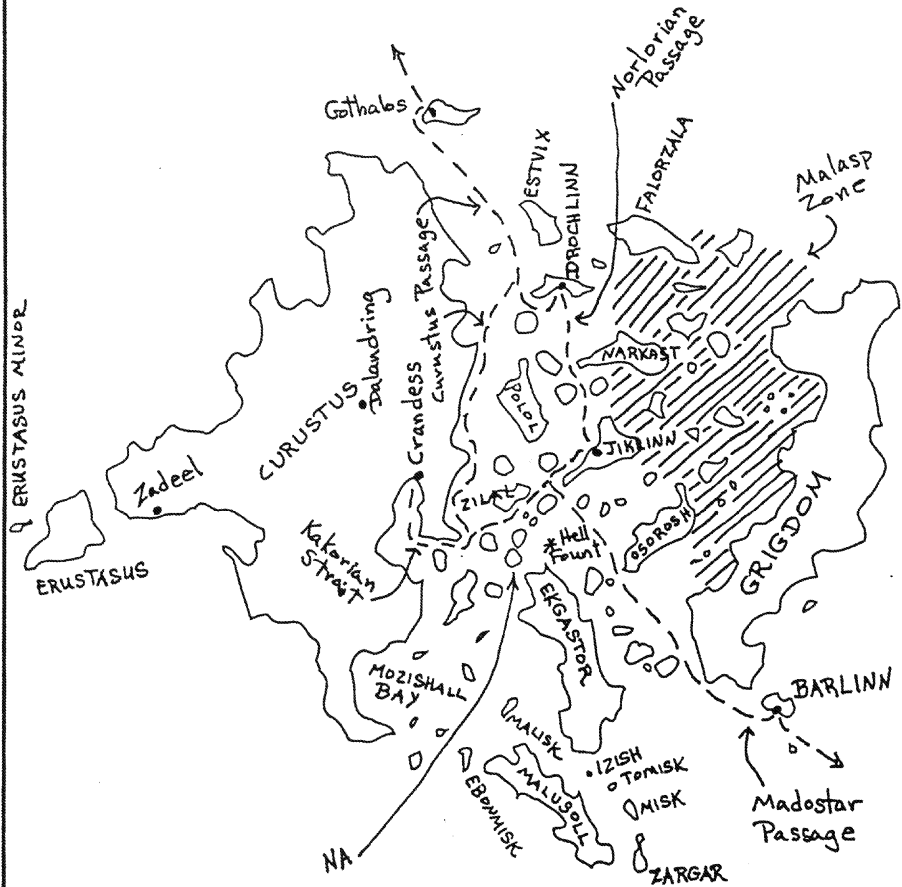 Norlorian
Passage
Gothalos
ESTVIX
FALORZALA
Malasp
Zone
DROCHLINN
Curustus Passage
ERUSTASUS MINOR
Dalandring
CURUSTUS
Crandess
NARKAST
POLOL
JIKLINN
Zadeel
ZILAL
OSOROSH
GRIGDOM
Hell
Fount
Kakorian
Strait
ERUSTASUS
EKGASTOR
MOZISHALL
BAY
BARLINN
MALISK
IZISH
TOMISK
MALUSOLL
MISK
EBONMISK
Madostar
Passage
NA
ZARGAR